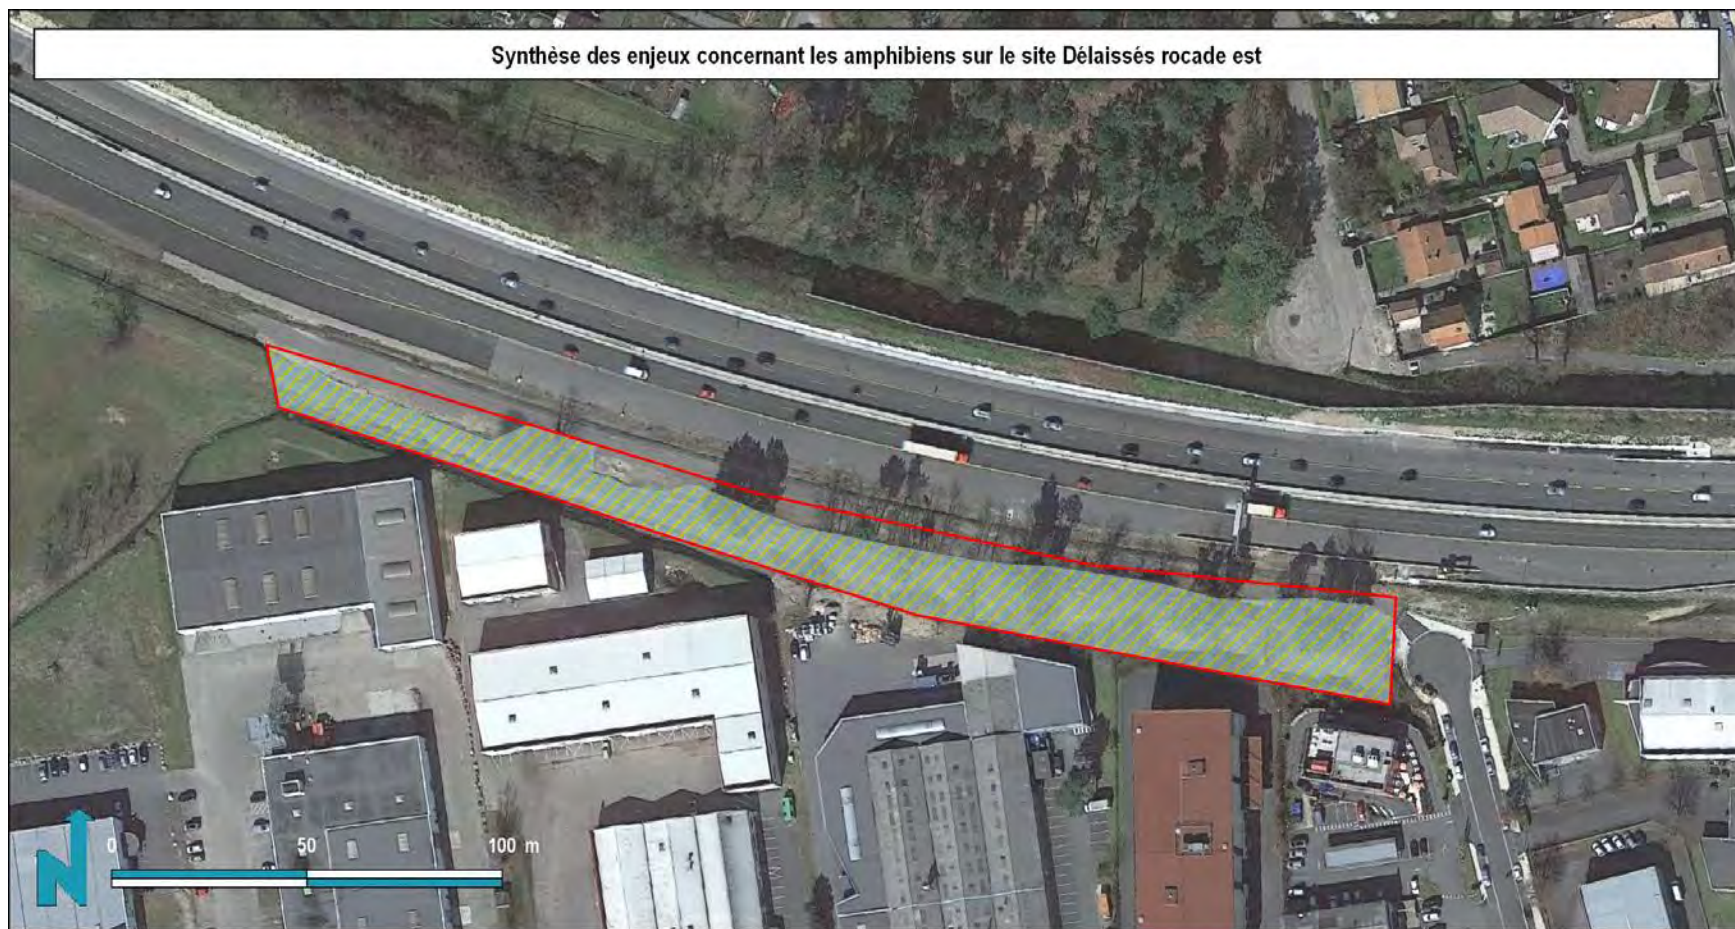 Synthèse des enjeux concernant les amphibiens sur le site Délaissés rocade est
N
0 50 100 m